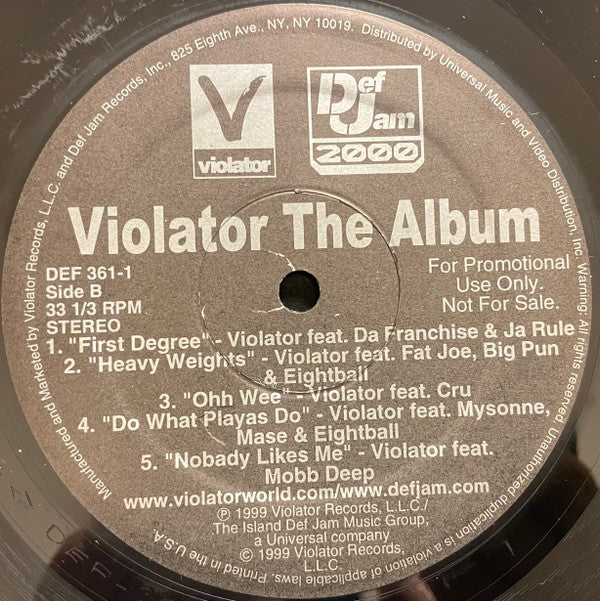 Manufactured and Marketed by Violator Records, L.L.C. and Def Jam Records, Inc., 825 Eighth Ave., NY, NY 10019. Distributed by Universal Music and Video Distribution, Inc. Warning: All rights reserved. Unauthorized duplication is a violation of applicable laws. Printed in the U.S.A.
V
violator
Def
Jam
2000
Violator The Album
DEF 361-1
Side B
33 1/3 RPM
STEREO
For Promotional
Use Only.
Not For Sale.
1. "First Degree" - Violator feat. Da Franchise & Ja Rule
2. "Heavy Weights" - Violator feat. Fat Joe, Big Pun
& Eightball
3. "Ohh Wee" - Violator feat. Cru
4. "Do What Playas Do" - Violator feat. Mysonne,
Mase & Eightball
5. "Nobady Likes Me" - Violator feat.
Mobb Deep
www.violatorworld.com/www.defjam.com
℗ 1999 Violator Records, L.L.C./
The Island Def Jam Music Group,
a Universal company
© 1999 Violator Records,
L.L.C.